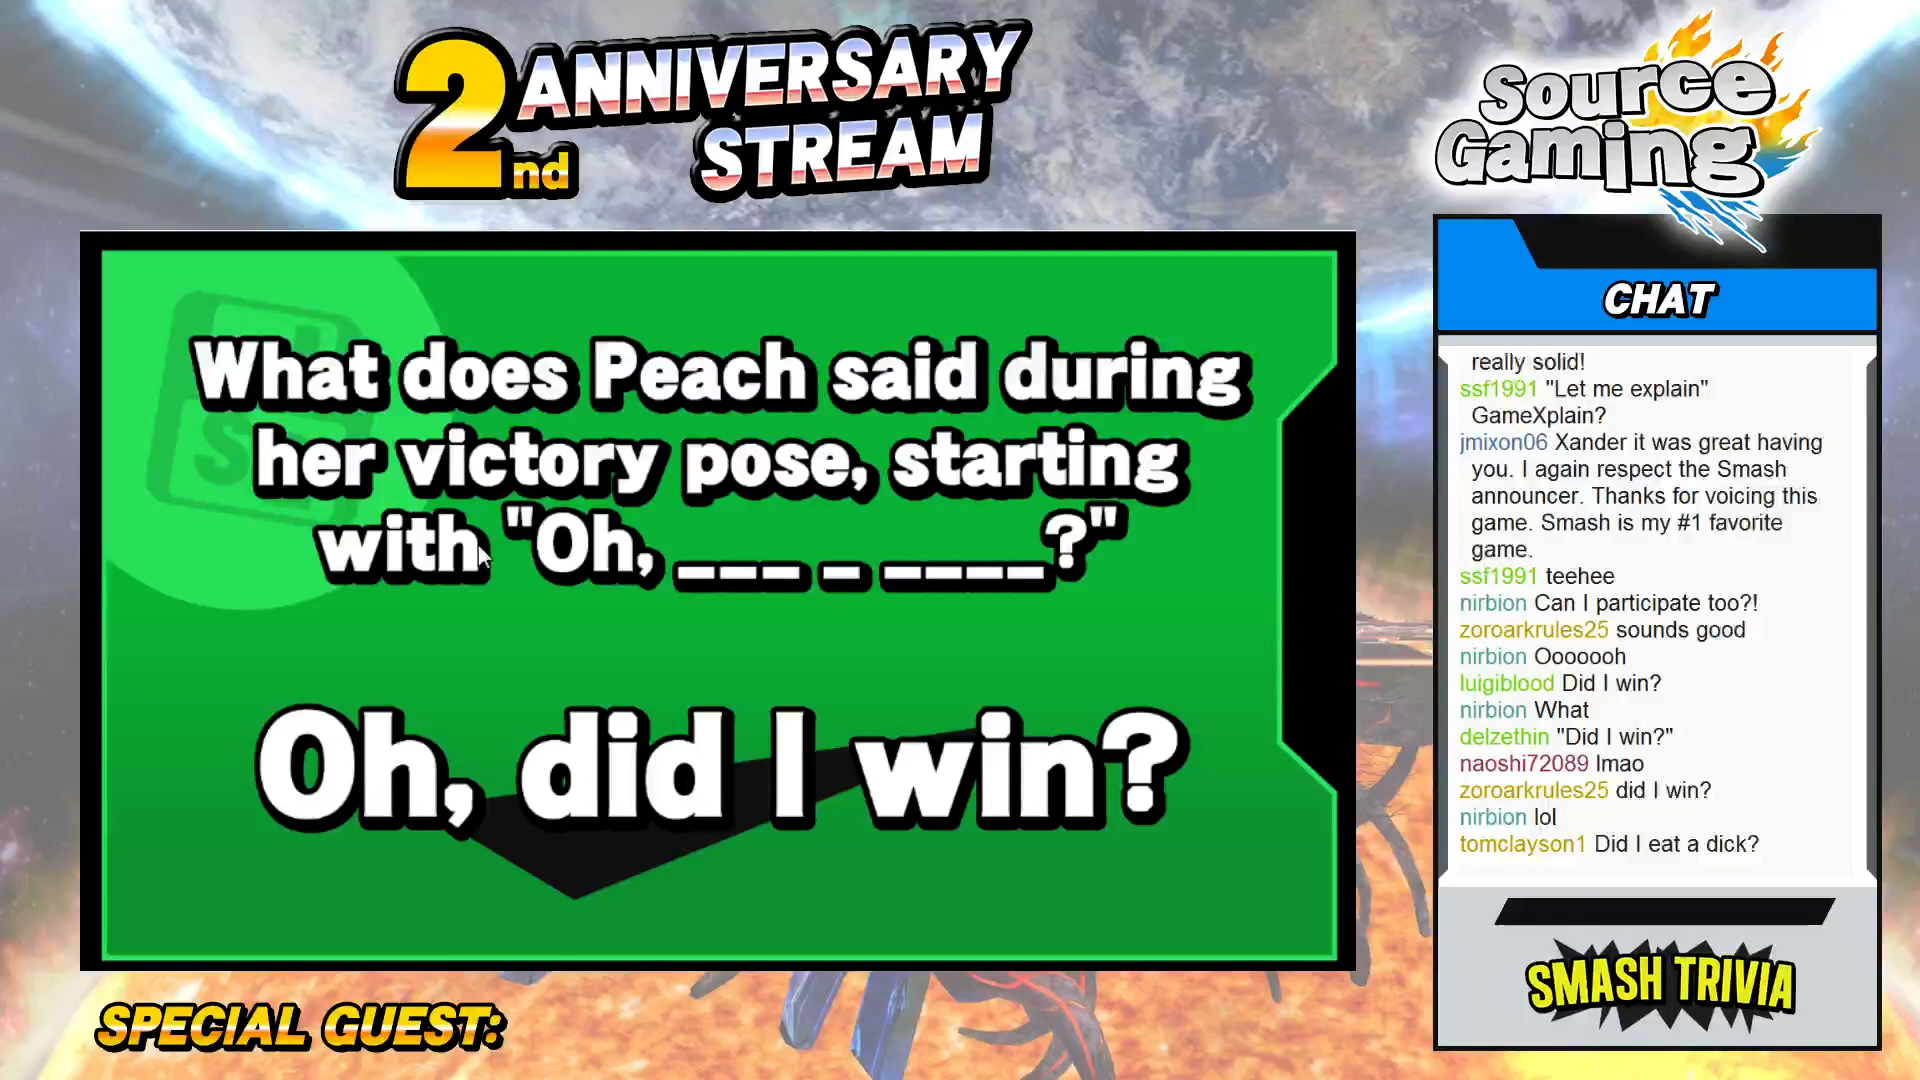 2nd ANNIVERSARY
STREAM
Source
Gaming
What does Peach said during
her victory pose, starting
with "Oh, ___ _ ____?"
Oh, did I win?
CHAT
really solid!
ssf1991 "Let me explain"
GameXplain?
jmixon06 Xander it was great having
you. I again respect the Smash
announcer. Thanks for voicing this
game. Smash is my #1 favorite
game.
ssf1991 teehee
nirbion Can I participate too?!
zoroarkrules25 sounds good
nirbion Ooooooh
luigiblood Did I win?
nirbion What
delzethin "Did I win?"
naoshi72089 lmao
zoroarkrules25 did I win?
nirbion lol
tomclayson1 Did I eat a dick?
SMASH TRIVIA
SPECIAL GUEST: